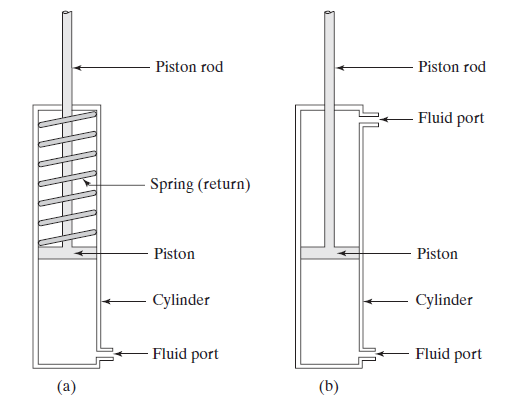 Piston rod
Spring (return)
Piston
Cylinder
Fluid port
(a)
Piston rod
Fluid port
Piston
Cylinder
Fluid port
(b)